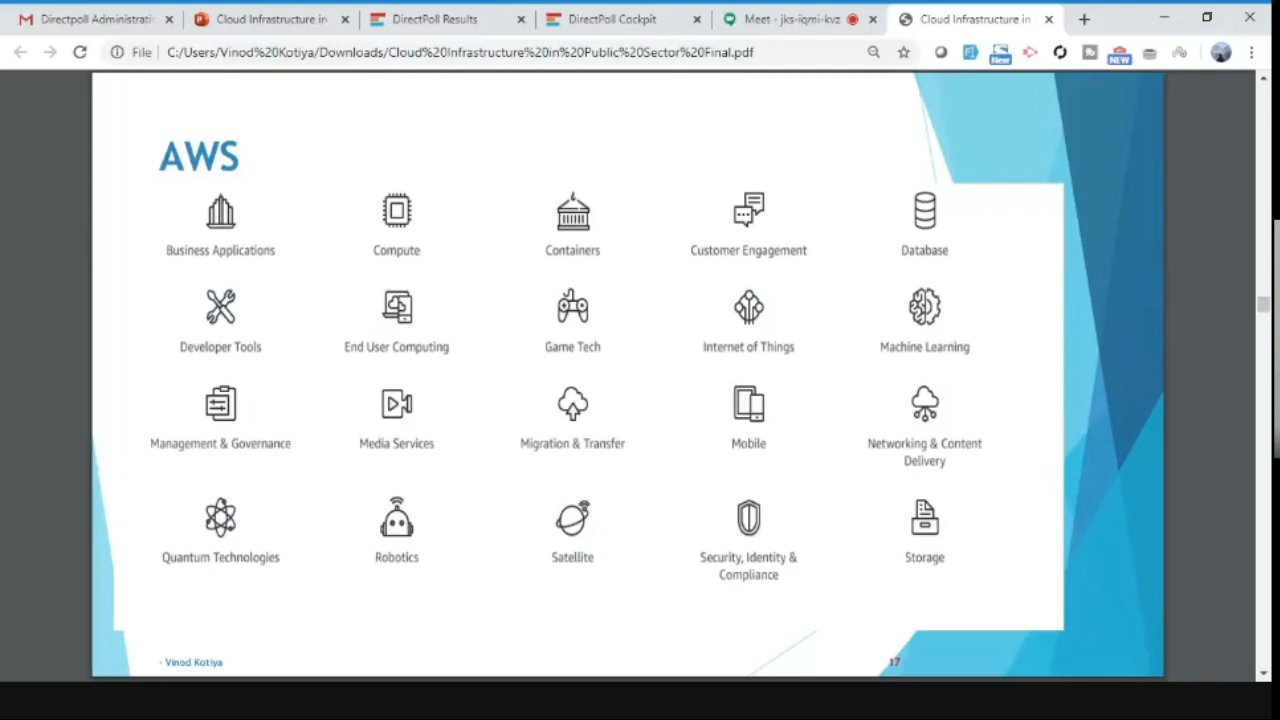 Directpoll Administrati
Cloud Infrastructure in
DirectPoll Results
DirectPoll Cockpit
Meet - jks-iqmi-kvz
Cloud Infrastructure in
File
C:/Users/Vinod%20Kotiya/Downloads/Cloud%20Infrastructure%20in%20Public%20Sector%20Final.pdf
New
NEW
AWS
Business Applications
Compute
Containers
Customer Engagement
Database
Developer Tools
End User Computing
Game Tech
Internet of Things
Machine Learning
Management & Governance
Media Services
Migration & Transfer
Mobile
Networking & Content
Delivery
Quantum Technologies
Robotics
Satellite
Security, Identity &
Compliance
Storage
- Vinod Kotiya
17